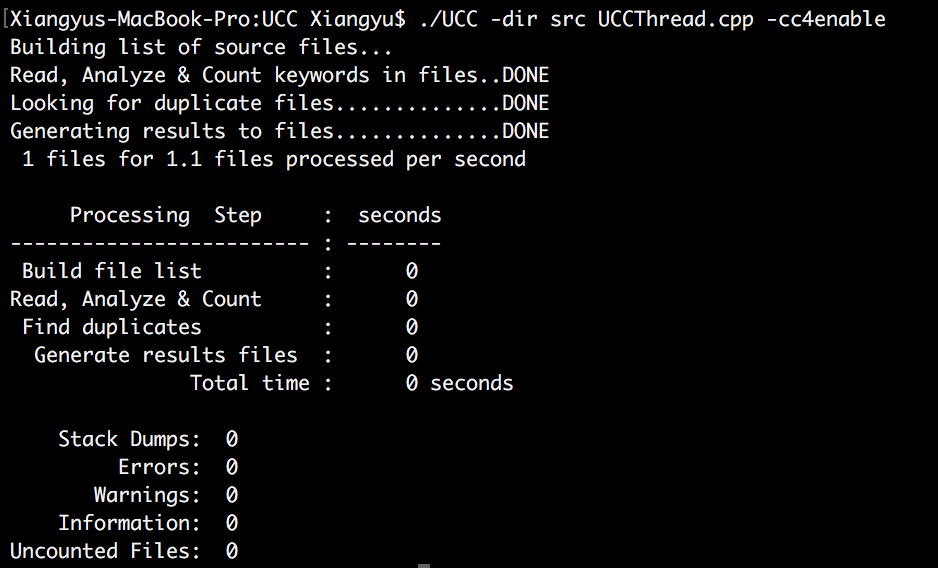 [Xiangyus-MacBook-Pro:UCC Xiangyu$ ./UCC -dir src UCCThread.cpp -cc4enable
Building list of source files...
Read, Analyze & Count keywords in files..DONE
Looking for duplicate files..............DONE
Generating results to files..............DONE
 1 files for 1.1 files processed per second

     Processing  Step     :  seconds
------------------------- : --------
 Build file list          :      0
Read, Analyze & Count     :      0
 Find duplicates          :      0
  Generate results files  :      0
               Total time :      0 seconds

    Stack Dumps:  0
         Errors:  0
       Warnings:  0
    Information:  0
Uncounted Files:  0